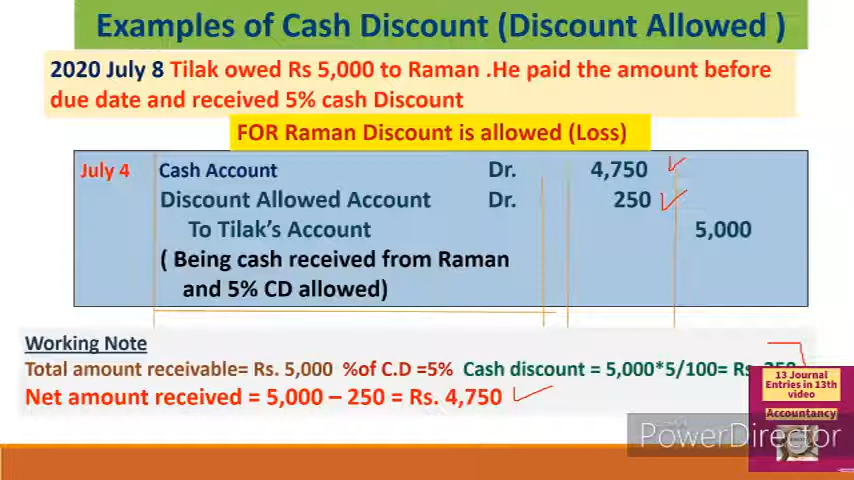 Examples of Cash Discount (Discount Allowed )
2020 July 8 Tilak owed Rs 5,000 to Raman .He paid the amount before
due date and received 5% cash Discount
FOR Raman Discount is allowed (Loss)
July 4 Cash Account Dr. 4,750
Discount Allowed Account Dr. 250
To Tilak's Account 5,000
( Being cash received from Raman
and 5% CD allowed)
Working Note
Total amount receivable= Rs. 5,000 %of C.D =5% Cash discount = 5,000*5/100= Rs. 250
Net amount received = 5,000 – 250 = Rs. 4,750
13 Journal
Entries in 13th
video
Accountancy
PowerDirector